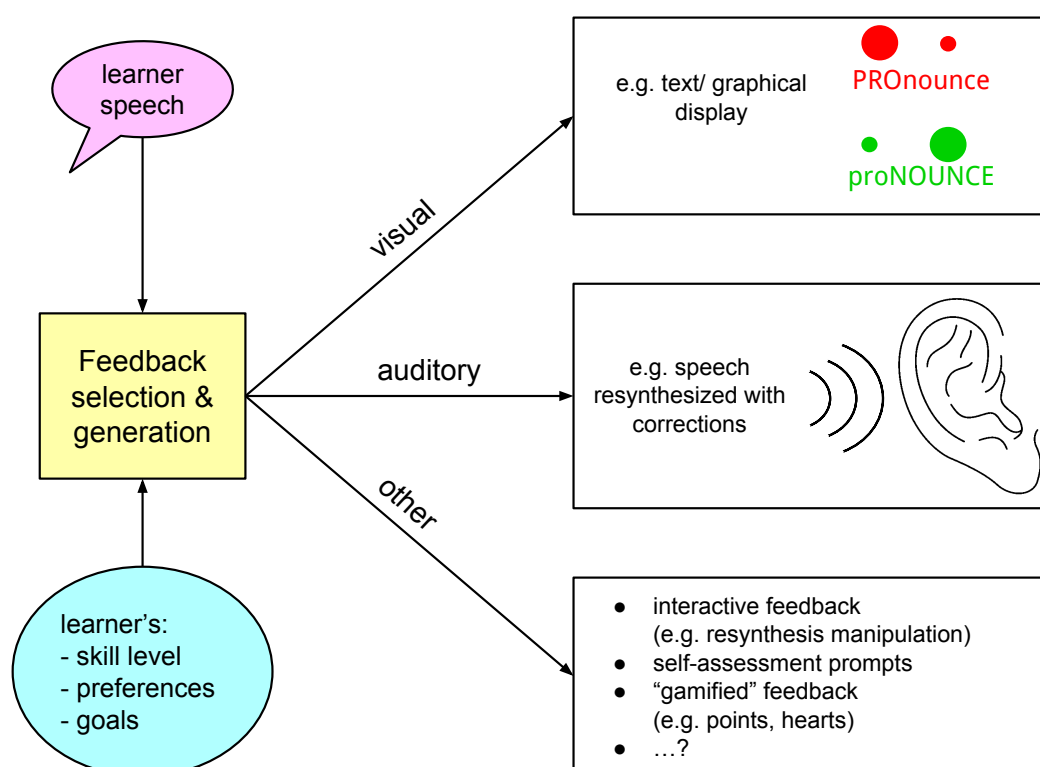 learner
speech
Feedback
selection &
generation
learner’s:
- skill level
- preferences
- goals
visual
auditory
other
e.g. text/ graphical
display
PROnounce
proNOUNCE
e.g. speech
resynthesized with
corrections
● interactive feedback
(e.g. resynthesis manipulation)
● self-assessment prompts
● “gamified” feedback
(e.g. points, hearts)
● …?